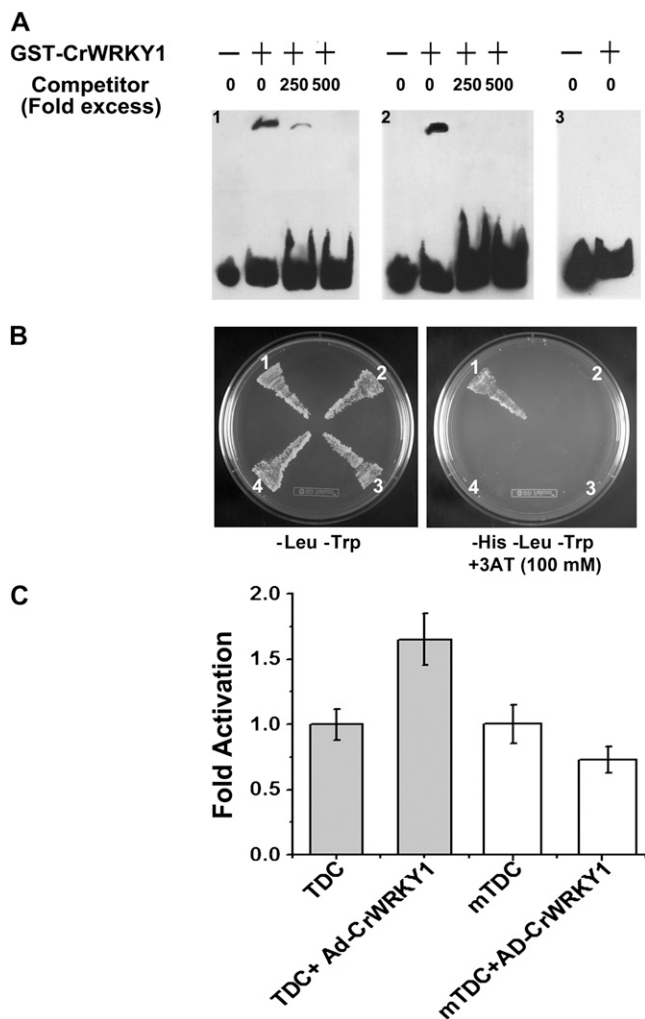 A
GST-CrWRKY1 — + + + — + + + — +
Competitor (Fold excess) 0 0 250 500 0 0 250 500 0 0
1 2 3
B
1 2 1 2
4 3 4 3
-Leu -Trp
-His -Leu -Trp
+3AT (100 mM)
C
Fold Activation
2.0
1.5
1.0
0.5
0.0
TDC
TDC+ Ad-CrWRKY1
mTDC
mTDC+AD-CrWRKY1